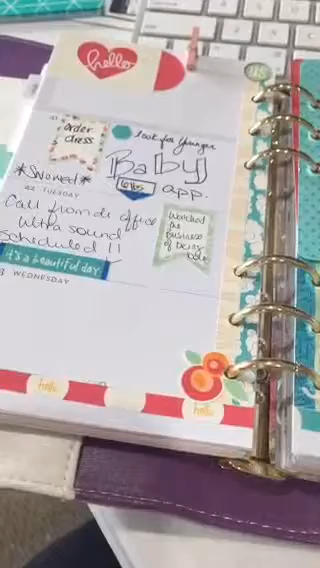 hello
order
dress
look for younger
Baby
app.
*Snowed*
TUESDAY
Call from dr office
ultra sound
scheduled !!
it's a beautiful day
Watched
the
Business
of being
WEDNESDAY
hello
hello